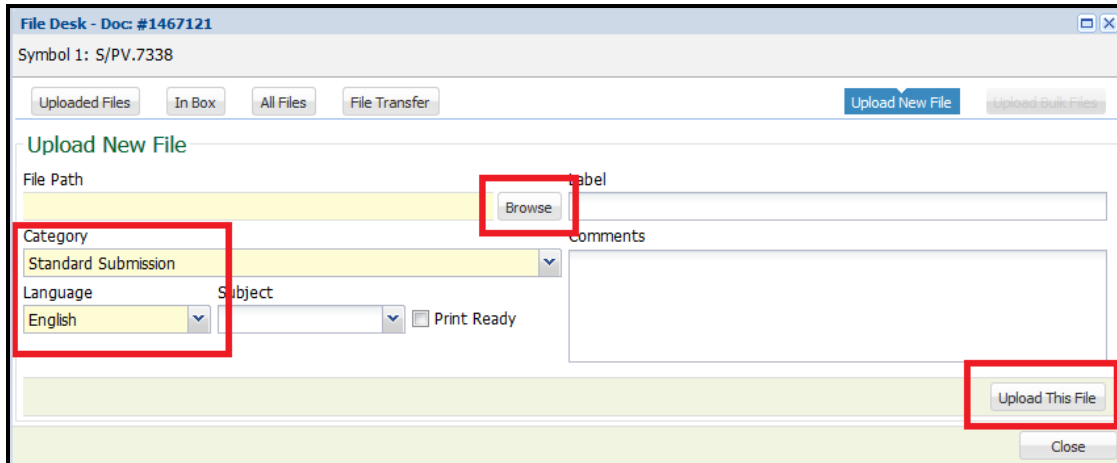 File Desk - Doc: #1467121
Symbol 1: S/PV.7338
Uploaded Files In Box All Files File Transfer Upload New File Upload Bulk Files
Upload New File
File Path Label
Browse
Category Comments
Standard Submission
Language Subject
English Print Ready
Upload This File
Close